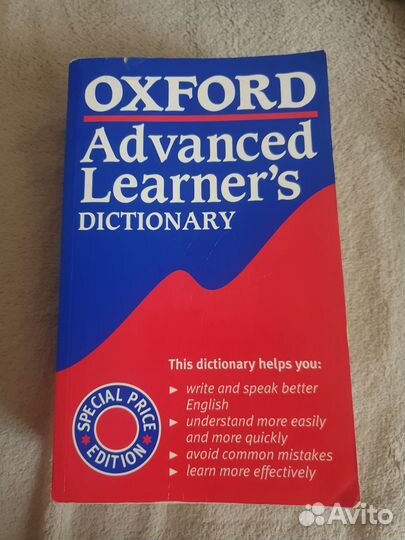 OXFORD
Advanced
Learner's
DICTIONARY
This dictionary helps you:
► write and speak better
English
► understand more easily
and more quickly
► avoid common mistakes
► learn more effectively
SPECIAL PRICE
EDITION
Avito